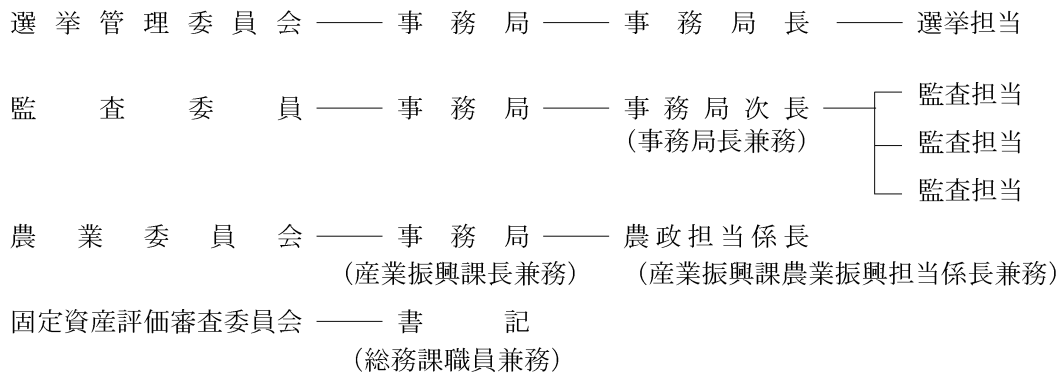 選挙管理委員会 事務局 事務局長 選挙担当
監査委員 事務局 事務局次長 監査担当
(事務局長兼務) 監査担当
監査担当
農業委員会 事務局 農政担当係長
(産業振興課長兼務) (産業振興課農業振興担当係長兼務)
固定資産評価審査委員会 書記
(総務課職員兼務)